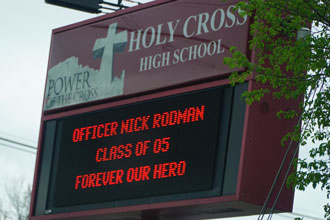 HOLY CROSS
HIGH SCHOOL
POWER
OF THE CROSS
OFFICER NICK RODMAN
CLASS OF 05
FOREVER OUR HERO